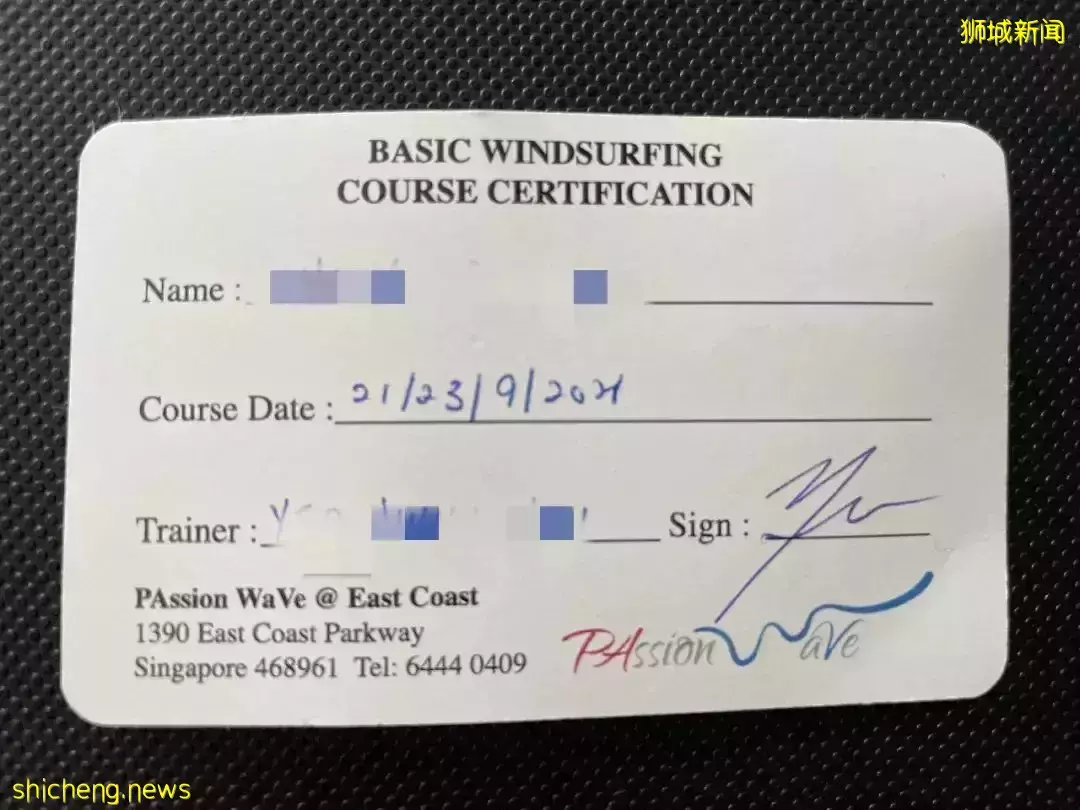 狮城新闻
BASIC WINDSURFING
COURSE CERTIFICATION
Name :
Course Date : 21/23/9/2021
Trainer : Sign :
PAssion WaVe @ East Coast
1390 East Coast Parkway
Singapore 468961 Tel: 6444 0409
PAssion WaVe
shicheng.news